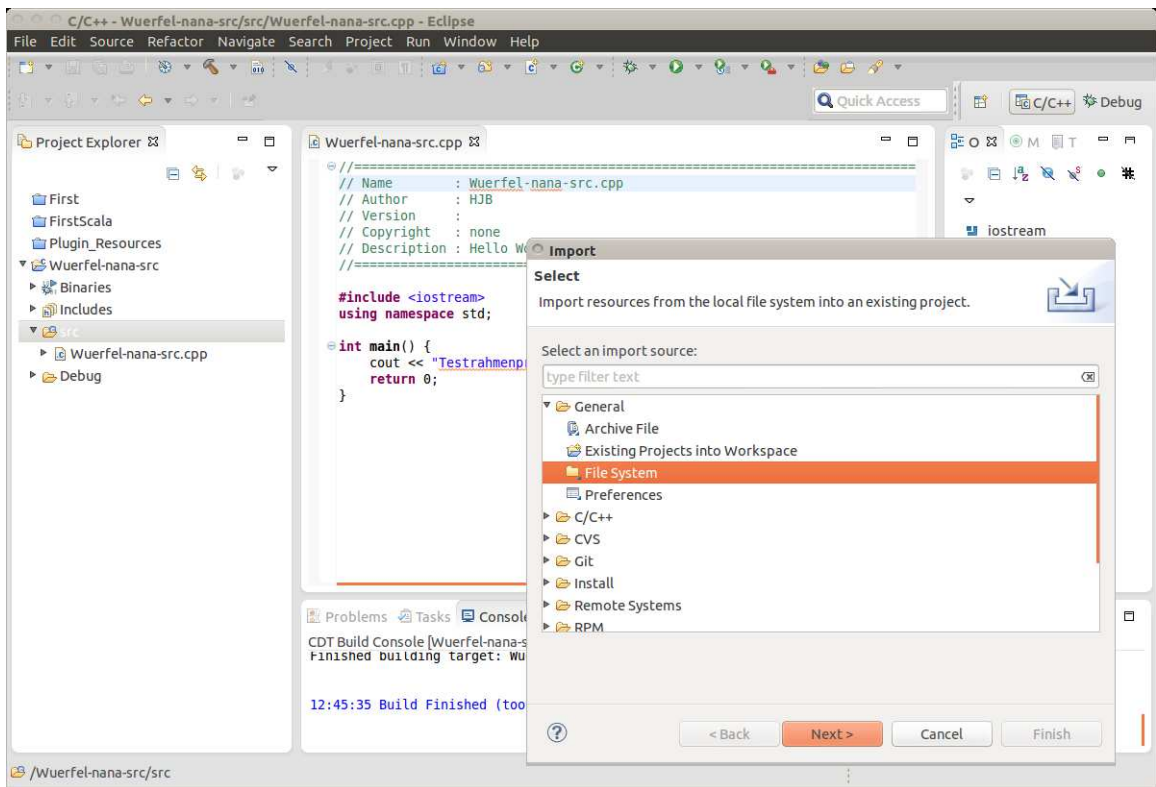 C/C++ - Wuerfel-nana-src/src/Wuerfel-nana-src.cpp - Eclipse
File Edit Source Refactor Navigate Search Project Run Window Help
Quick Access
C/C++
Debug
Project Explorer
First
FirstScala
Plugin_Resources
Wuerfel-nana-src
Binaries
Includes
src
Wuerfel-nana-src.cpp
Debug
Wuerfel-nana-src.cpp
//=========================================================================
// Name : Wuerfel-nana-src.cpp
// Author : HJB
// Version :
// Copyright : none
// Description : Hello W
//======================
#include <iostream>
using namespace std;
int main() {
cout << "Testrahmenp
return 0;
}
O M T
iostream
Import
Select
Import resources from the local file system into an existing project.
Select an import source:
type filter text
General
Archive File
Existing Projects into Workspace
File System
Preferences
C/C++
CVS
Git
Install
Remote Systems
RPM
< Back Next > Cancel Finish
Problems Tasks Console
CDT Build Console [Wuerfel-nana-s
Finished building target: Wu
12:45:35 Build Finished (too
/Wuerfel-nana-src/src